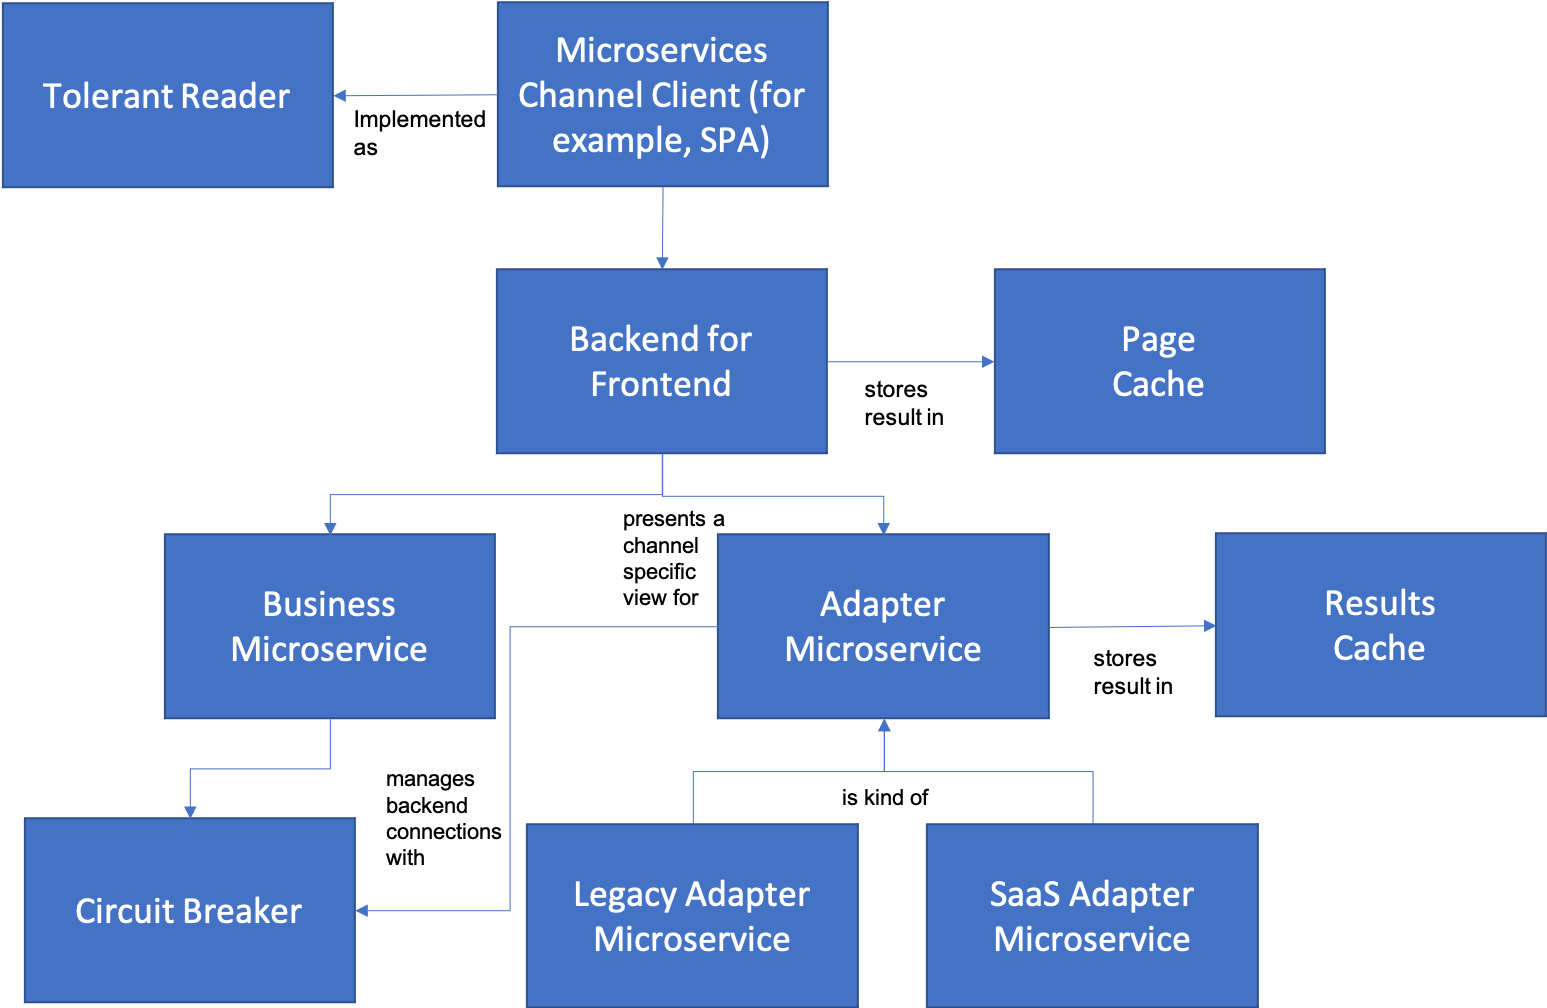 Tolerant Reader
Implemented
as
Microservices
Channel Client (for
example, SPA)
Backend for
Frontend
stores
result in
Page
Cache
presents a
channel
specific
view for
Business
Microservice
Adapter
Microservice
stores
result in
Results
Cache
manages
backend
connections
with
is kind of
Circuit Breaker
Legacy Adapter
Microservice
SaaS Adapter
Microservice